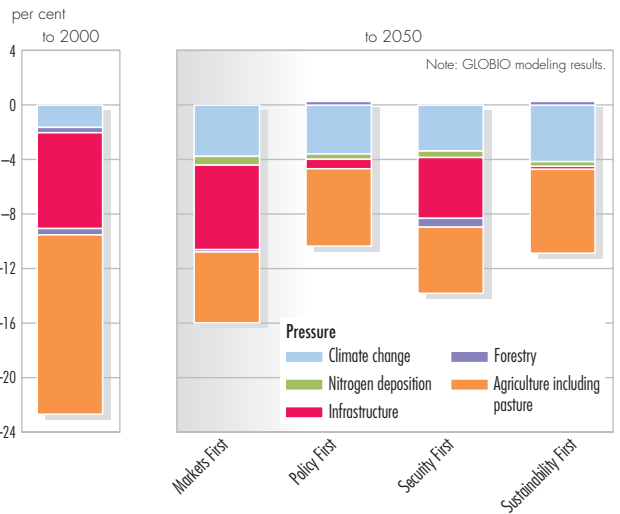 per cent
to 2000
to 2050
Note: GLOBIO modeling results.
4
0
–4
–8
–12
–16
–20
–24
Pressure
Climate change
Nitrogen deposition
Infrastructure
Forestry
Agriculture including
pasture
Markets First
Policy First
Security First
Sustainability First